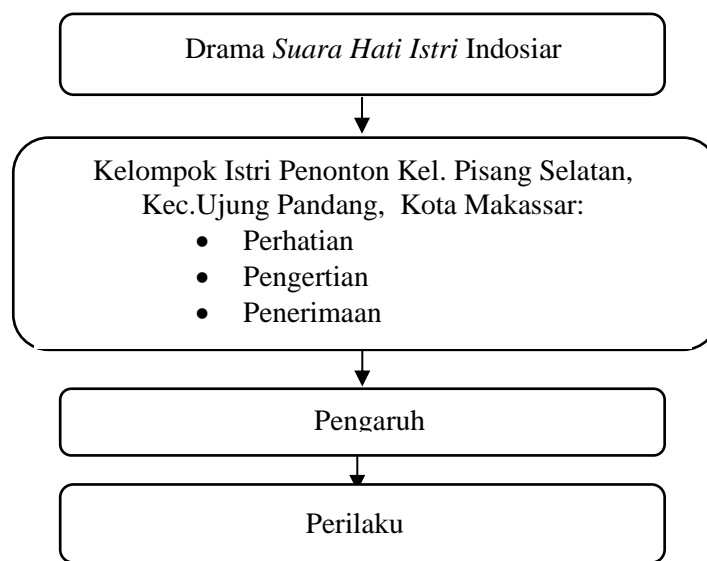 Drama Suara Hati Istri Indosiar
Kelompok Istri Penonton Kel. Pisang Selatan,
Kec.Ujung Pandang, Kota Makassar:
• Perhatian
• Pengertian
• Penerimaan
Pengaruh
Perilaku